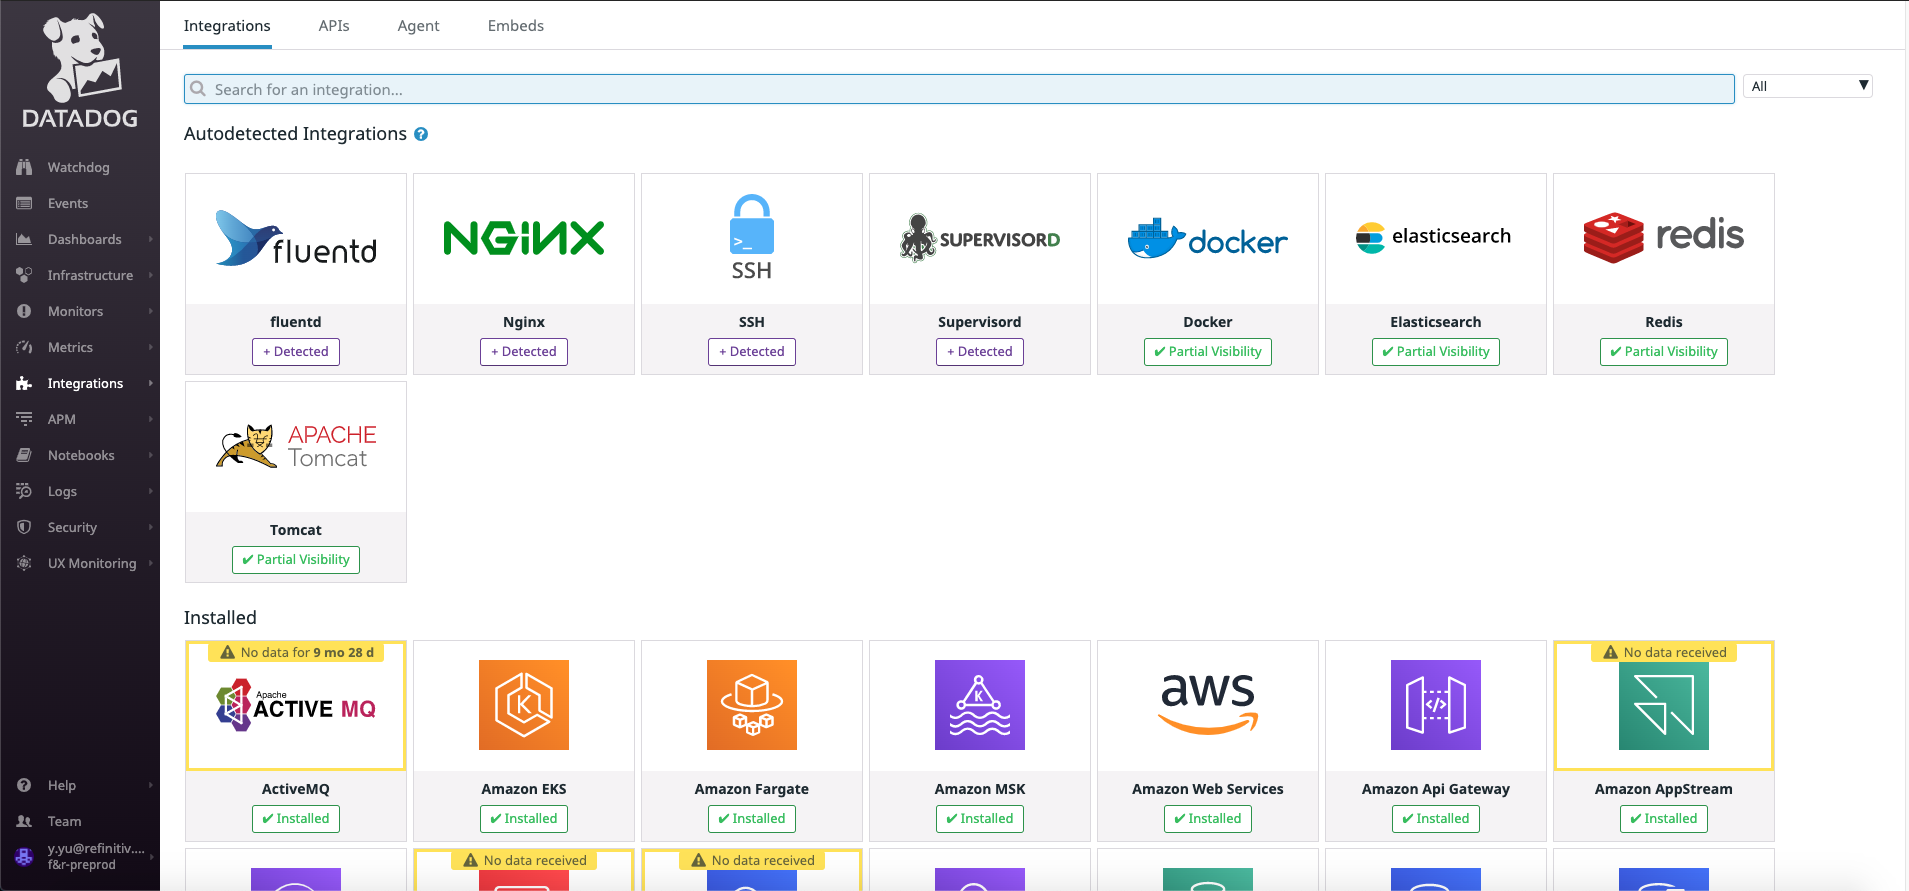 Integrations
APIs
Agent
Embeds
DATADOG
Search for an integration...
All
Watchdog
Events
Dashboards
Infrastructure
Monitors
Metrics
Integrations
APM
Notebooks
Logs
Security
UX Monitoring
Help
Team
y.yu@refinitiv....
f&r-preprod
Autodetected Integrations
fluentd
NGINX
>_
SSH
SUPERVISORD
docker
elasticsearch
redis
fluentd
Nginx
SSH
Supervisord
Docker
Elasticsearch
Redis
+ Detected
+ Detected
+ Detected
+ Detected
✔ Partial Visibility
✔ Partial Visibility
✔ Partial Visibility
APACHE
Tomcat
Tomcat
✔ Partial Visibility
Installed
No data for 9 mo 28 d
No data received
Apache
ACTIVE MQ
K
K
aws
</>
ActiveMQ
Amazon EKS
Amazon Fargate
Amazon MSK
Amazon Web Services
Amazon Api Gateway
Amazon AppStream
✔ Installed
✔ Installed
✔ Installed
✔ Installed
✔ Installed
✔ Installed
✔ Installed
No data received
No data received